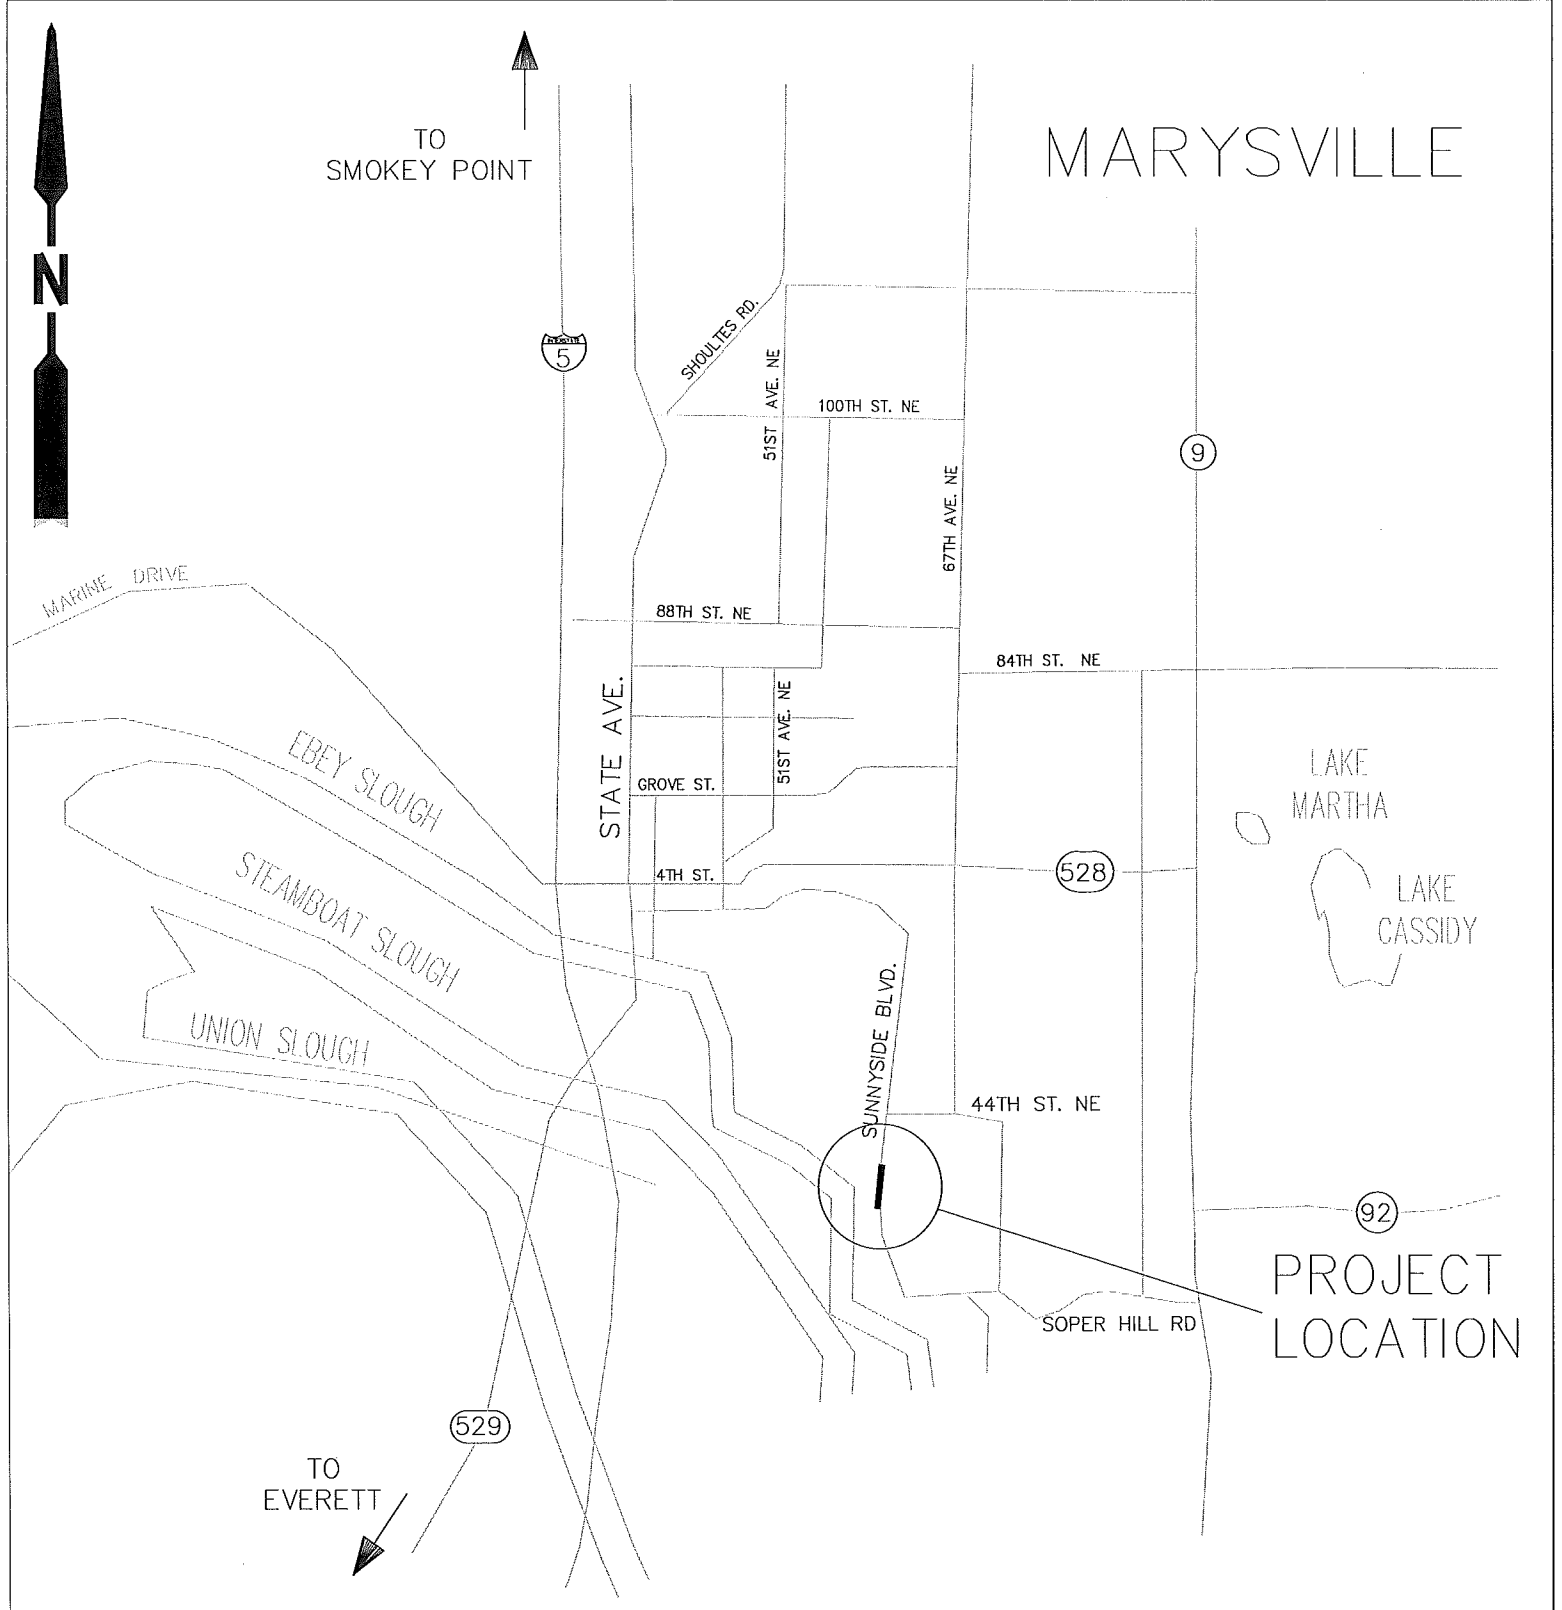 TO
SMOKEY POINT
MARYSVILLE
N
SHOULTES RD.
INTERSTATE
5
51ST AVE. NE
100TH ST. NE
9
67TH AVE. NE
MARINE DRIVE
88TH ST. NE
84TH ST. NE
STATE AVE.
51ST AVE. NE
EBEY SLOUGH
GROVE ST.
LAKE
MARTHA
STEAMBOAT SLOUGH
4TH ST.
528
LAKE
CASSIDY
UNION SLOUGH
SUNNYSIDE BLVD.
44TH ST. NE
92
PROJECT
LOCATION
SOPER HILL RD
529
TO
EVERETT